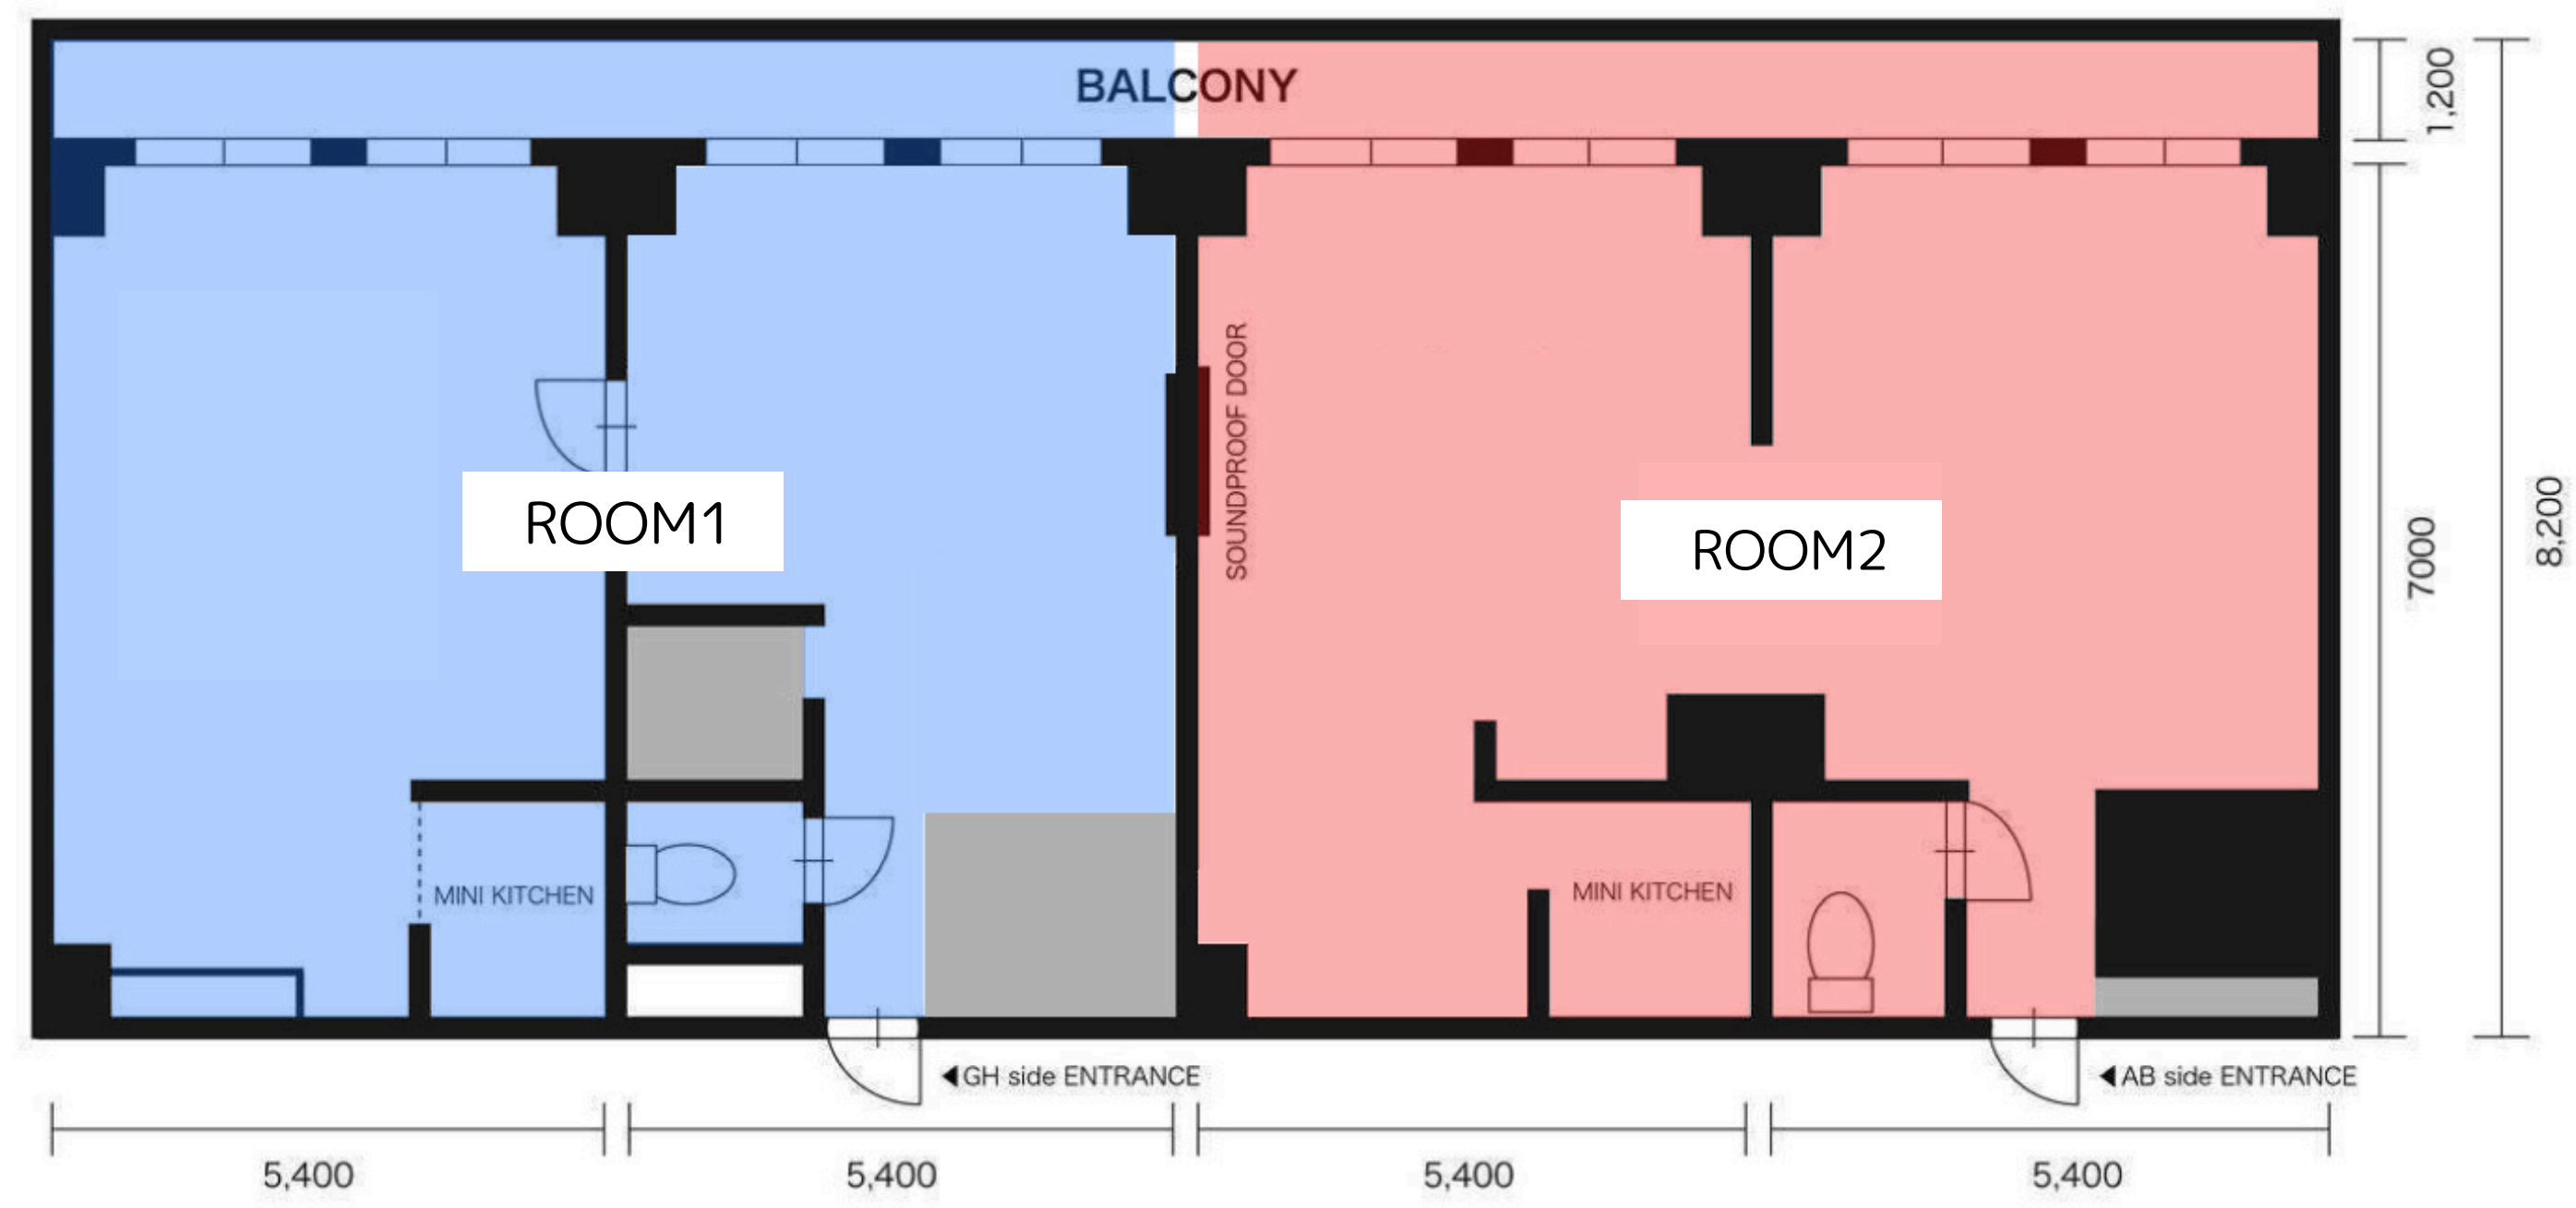 BALCONY
1,200
SOUNDPROOF DOOR
ROOM1
ROOM2
7000
8,200
MINI KITCHEN
MINI KITCHEN
◀GH side ENTRANCE
◀AB side ENTRANCE
5,400
5,400
5,400
5,400